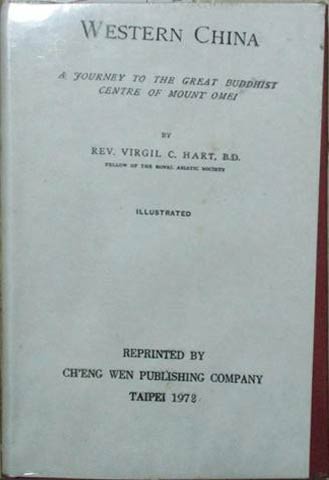 WESTERN CHINA
A JOURNEY TO THE GREAT BUDDHIST
CENTRE OF MOUNT OMEI
BY
REV. VIRGIL C. HART, B.D.
FELLOW OF THE ROYAL ASIATIC SOCIETY
ILLUSTRATED
REPRINTED BY
CH'ENG WEN PUBLISHING COMPANY
TAIPEI 1972